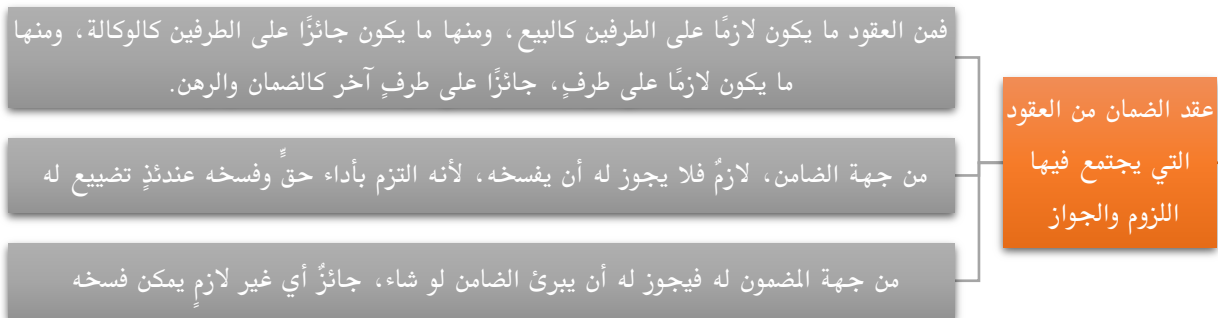 عقد الضمان من العقود
التي يجتمع فيها
اللزوم والجواز
فمن العقود ما يكون لازمًا على الطرفين كالبيع، ومنها ما يكون جائزًا على الطرفين كالوكالة، ومنها
ما يكون لازمًا على طرفٍ، جائزًا على طرفٍ آخر كالضمان والرهن.
من جهة الضامن، لازمٌ فلا يجوز له أن يفسخه، لأنه التزم بأداء حقٍّ وفسخه عندئذٍ تضييع له
من جهة المضمون له فيجوز له أن يبرئ الضامن لو شاء، جائزٌ أي غير لازمٍ يمكن فسخه